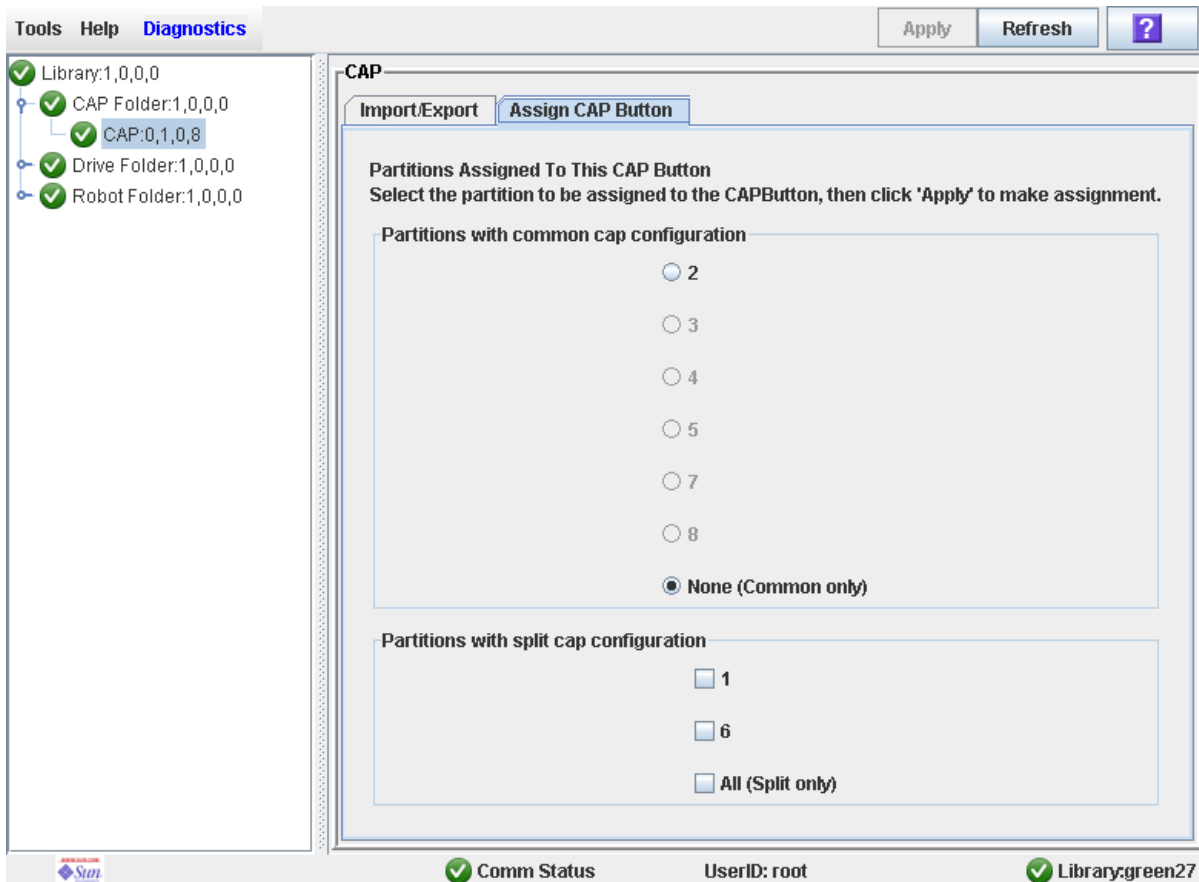 Tools Help Diagnostics
Apply Refresh ?
Library:1,0,0,0
CAP Folder:1,0,0,0
CAP:0,1,0,8
Drive Folder:1,0,0,0
Robot Folder:1,0,0,0
CAP
Import/Export Assign CAP Button
Partitions Assigned To This CAP Button
Select the partition to be assigned to the CAPButton, then click 'Apply' to make assignment.
Partitions with common cap configuration
2
3
4
5
7
8
None (Common only)
Partitions with split cap configuration
1
6
All (Split only)
Sun
Comm Status UserID: root Library:green27